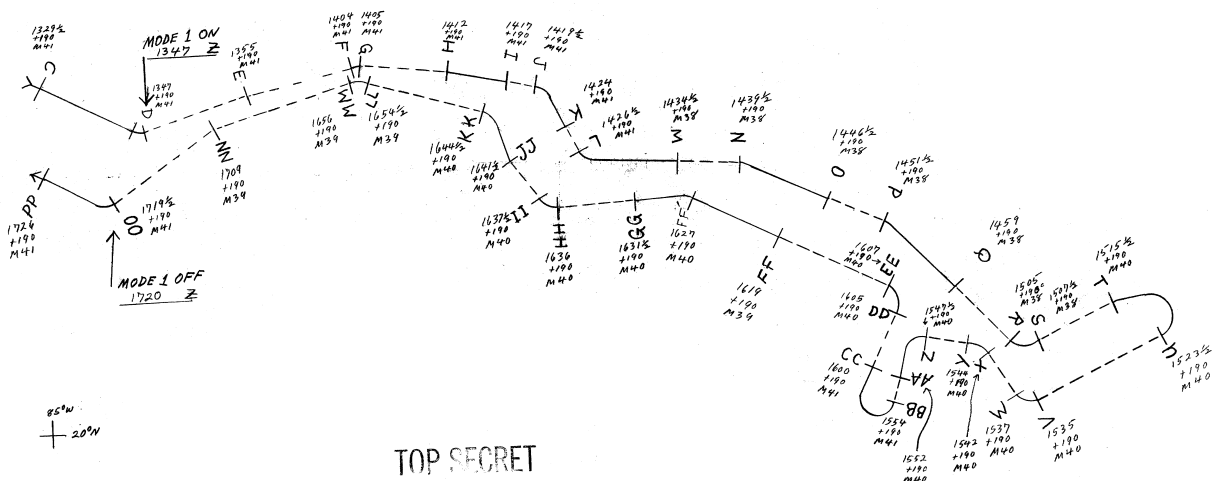 1329½
+190
M41
C
MODE 1 ON
1347 Z
1347
+190
M41
D
1355
+190
M41
E
1404
+190
M41
F
1405
+190
M41
G
1412
+190
M41
H
1417
+190
M41
I
1419½
+190
M41
J
1424
+190
M41
K
1426½
+190
M41
L
1434½
+190
M38
M
1439½
+190
M38
N
1446½
+190
M38
O
1451½
+190
M38
P
1459
+190
M38
Q
1505
+190
M38
R
1507½
+190
M38
S
1515½
+190
M40
T
1523½
+190
M40
U
1535
+190
M40
V
1537
+190
M40
W
1542
+190
M40
X
1544
+190
M40
Y
1547½
+190
M40
Z
1552
+190
M40
AA
1554
+190
M41
BB
1600
+190
M41
CC
1605
+190
M40
DD
1607
+190
M40
EE
1619
+190
M39
FF
1627
+190
M40
FF
1631½
+190
M40
GG
1636
+190
M40
HH
1637½
+190
M40
II
1641½
+190
M40
JJ
1644½
+190
M40
KK
1654½
+190
M39
LL
1656
+190
M39
MM
1709
+190
M39
NN
1719½
+190
M41
OO
MODE 1 OFF
1720 Z
1726
+190
M41
PP
85°W
20°N
TOP SECRET